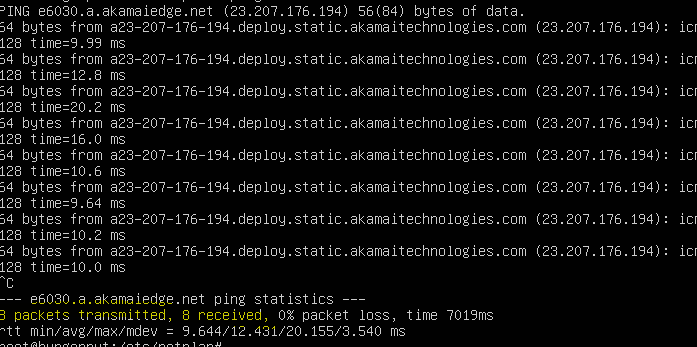 PING e6030.a.akamaiedge.net (23.207.176.194) 56(84) bytes of data.
64 bytes from a23-207-176-194.deploy.static.akamaitechnologies.com (23.207.176.194): icm
128 time=9.99 ms
64 bytes from a23-207-176-194.deploy.static.akamaitechnologies.com (23.207.176.194): icm
128 time=12.8 ms
64 bytes from a23-207-176-194.deploy.static.akamaitechnologies.com (23.207.176.194): icm
128 time=20.2 ms
64 bytes from a23-207-176-194.deploy.static.akamaitechnologies.com (23.207.176.194): icm
128 time=16.0 ms
64 bytes from a23-207-176-194.deploy.static.akamaitechnologies.com (23.207.176.194): icm
128 time=10.6 ms
64 bytes from a23-207-176-194.deploy.static.akamaitechnologies.com (23.207.176.194): icm
128 time=9.64 ms
64 bytes from a23-207-176-194.deploy.static.akamaitechnologies.com (23.207.176.194): icm
128 time=10.2 ms
64 bytes from a23-207-176-194.deploy.static.akamaitechnologies.com (23.207.176.194): icm
128 time=10.0 ms
^C
--- e6030.a.akamaiedge.net ping statistics ---
8 packets transmitted, 8 received, 0% packet loss, time 7019ms
rtt min/avg/max/mdev = 9.644/12.431/20.155/3.540 ms